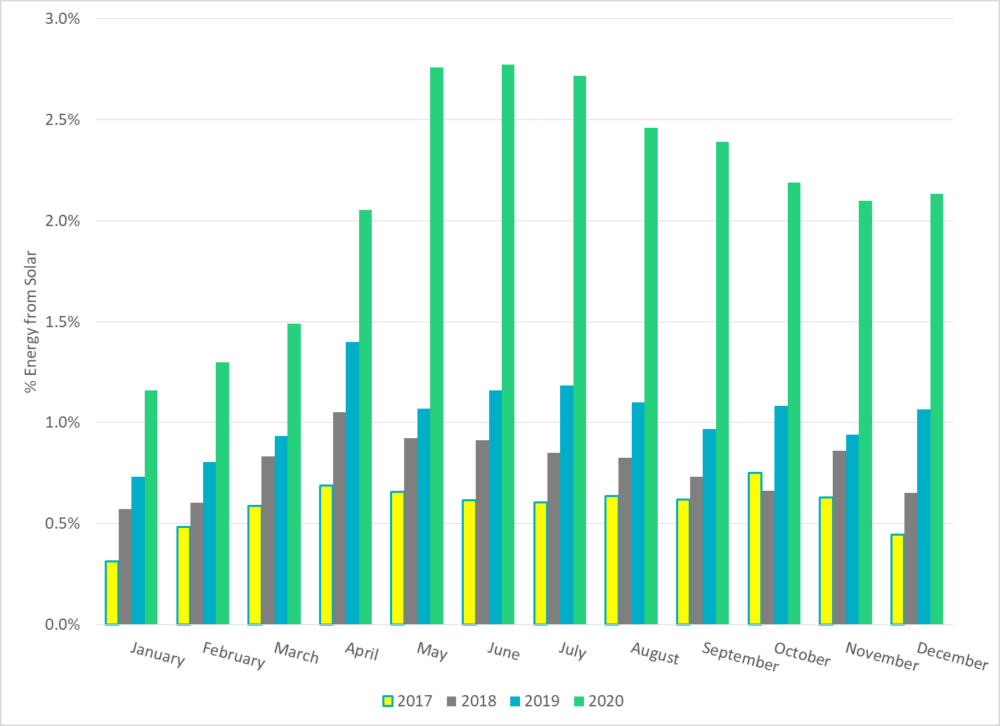 3.0%
2.5%
2.0%
1.5%
1.0%
0.5%
0.0%
% Energy from Solar
January February March April May June July August September October November December
2017 2018 2019 2020